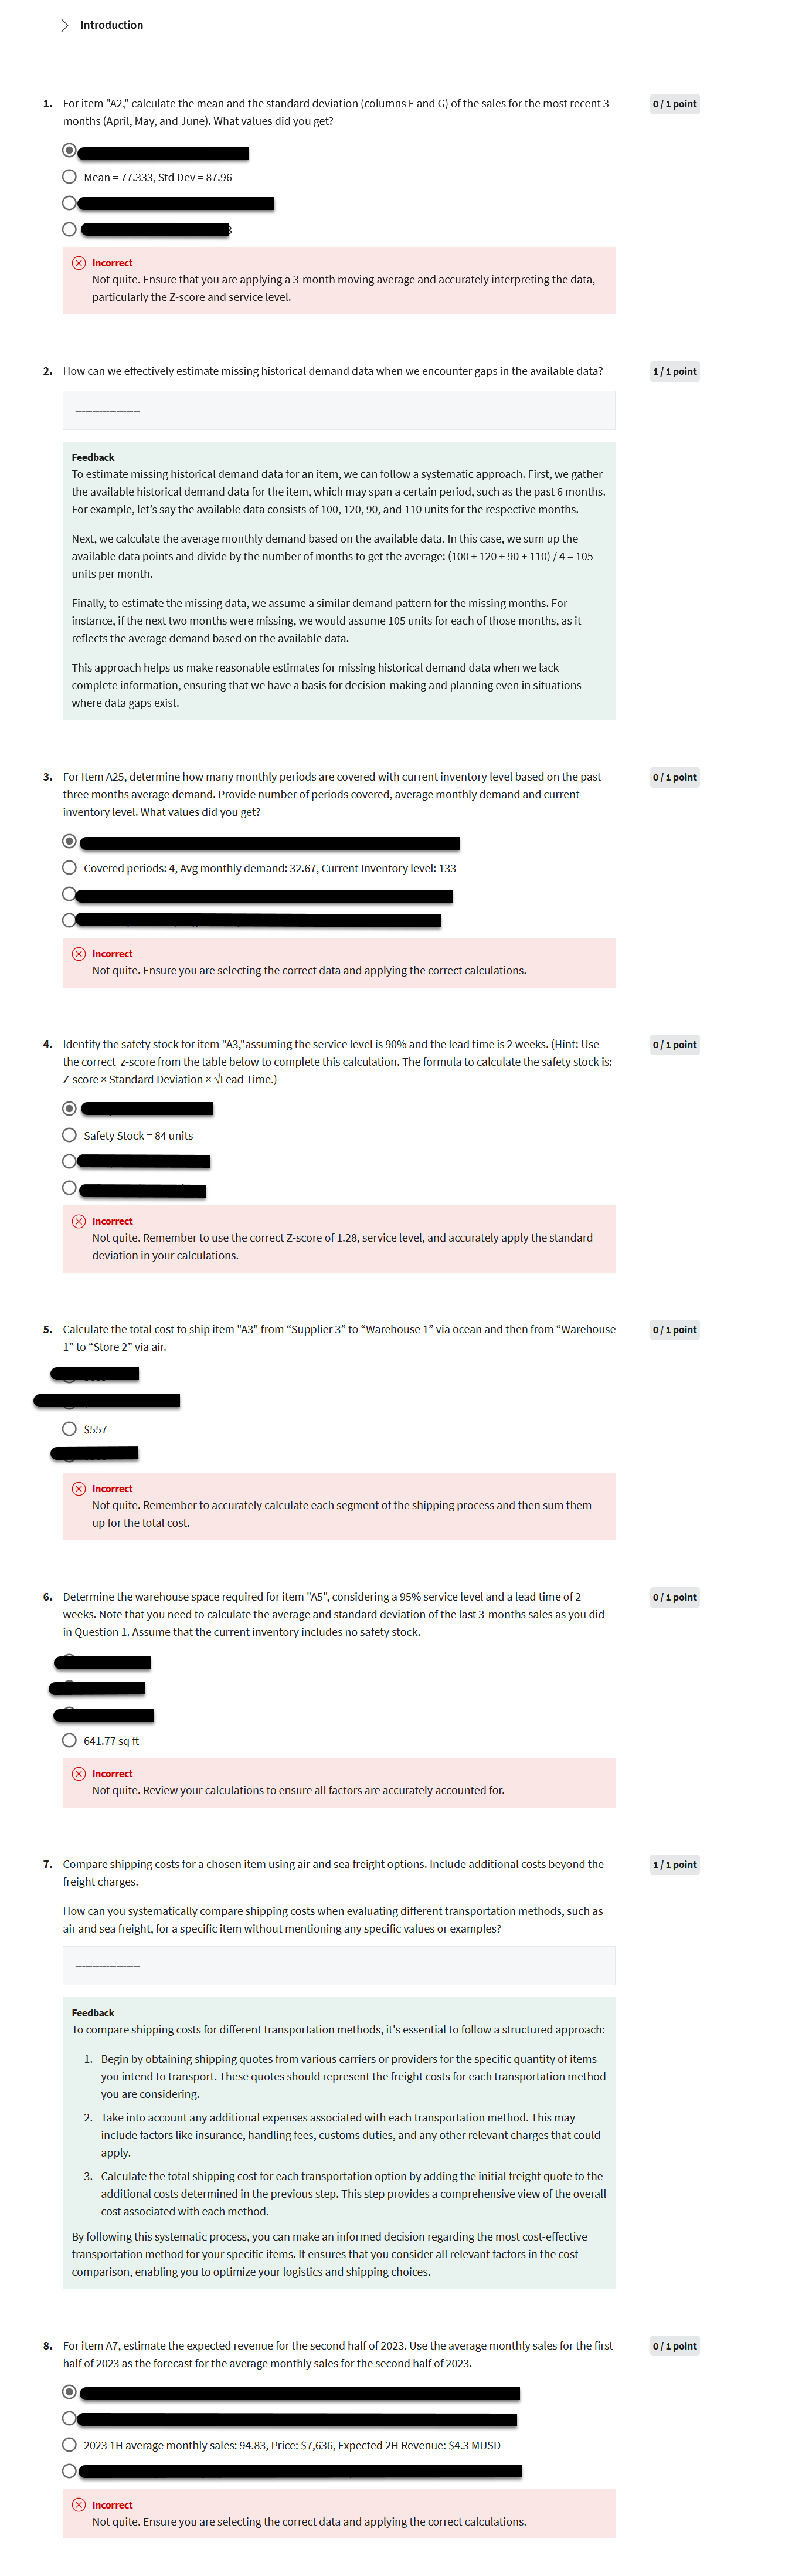 Introduction
1. For item "A2," calculate the mean and the standard deviation (columns F and G) of the sales for the most recent 3
months (April, May, and June). What values did you get?
0 / 1 point
Mean = 77.333, Std Dev = 87.96
Incorrect
Not quite. Ensure that you are applying a 3-month moving average and accurately interpreting the data,
particularly the Z-score and service level.
2. How can we effectively estimate missing historical demand data when we encounter gaps in the available data?
1 / 1 point
-------------------
Feedback
To estimate missing historical demand data for an item, we can follow a systematic approach. First, we gather
the available historical demand data for the item, which may span a certain period, such as the past 6 months.
For example, let's say the available data consists of 100, 120, 90, and 110 units for the respective months.
Next, we calculate the average monthly demand based on the available data. In this case, we sum up the
available data points and divide by the number of months to get the average: (100 + 120 + 90 + 110) / 4 = 105
units per month.
Finally, to estimate the missing data, we assume a similar demand pattern for the missing months. For
instance, if the next two months were missing, we would assume 105 units for each of those months, as it
reflects the average demand based on the available data.
This approach helps us make reasonable estimates for missing historical demand data when we lack
complete information, ensuring that we have a basis for decision-making and planning even in situations
where data gaps exist.
3. For Item A25, determine how many monthly periods are covered with current inventory level based on the past
three months average demand. Provide number of periods covered, average monthly demand and current
inventory level. What values did you get?
0 / 1 point
Covered periods: 4, Avg monthly demand: 32.67, Current Inventory level: 133
Incorrect
Not quite. Ensure you are selecting the correct data and applying the correct calculations.
4. Identify the safety stock for item "A3,"assuming the service level is 90% and the lead time is 2 weeks. (Hint: Use
the correct z-score from the table below to complete this calculation. The formula to calculate the safety stock is:
Z-score × Standard Deviation × √Lead Time.)
0 / 1 point
Safety Stock = 84 units
Incorrect
Not quite. Remember to use the correct Z-score of 1.28, service level, and accurately apply the standard
deviation in your calculations.
5. Calculate the total cost to ship item "A3" from “Supplier 3” to “Warehouse 1” via ocean and then from “Warehouse
1” to “Store 2” via air.
0 / 1 point
$557
Incorrect
Not quite. Remember to accurately calculate each segment of the shipping process and then sum them
up for the total cost.
6. Determine the warehouse space required for item "A5", considering a 95% service level and a lead time of 2
weeks. Note that you need to calculate the average and standard deviation of the last 3-months sales as you did
in Question 1. Assume that the current inventory includes no safety stock.
0 / 1 point
641.77 sq ft
Incorrect
Not quite. Review your calculations to ensure all factors are accurately accounted for.
7. Compare shipping costs for a chosen item using air and sea freight options. Include additional costs beyond the
freight charges.
1 / 1 point
How can you systematically compare shipping costs when evaluating different transportation methods, such as
air and sea freight, for a specific item without mentioning any specific values or examples?
-------------------
Feedback
To compare shipping costs for different transportation methods, it's essential to follow a structured approach:
1. Begin by obtaining shipping quotes from various carriers or providers for the specific quantity of items
you intend to transport. These quotes should represent the freight costs for each transportation method
you are considering.
2. Take into account any additional expenses associated with each transportation method. This may
include factors like insurance, handling fees, customs duties, and any other relevant charges that could
apply.
3. Calculate the total shipping cost for each transportation option by adding the initial freight quote to the
additional costs determined in the previous step. This step provides a comprehensive view of the overall
cost associated with each method.
By following this systematic process, you can make an informed decision regarding the most cost-effective
transportation method for your specific items. It ensures that you consider all relevant factors in the cost
comparison, enabling you to optimize your logistics and shipping choices.
8. For item A7, estimate the expected revenue for the second half of 2023. Use the average monthly sales for the first
half of 2023 as the forecast for the average monthly sales for the second half of 2023.
0 / 1 point
2023 1H average monthly sales: 94.83, Price: $7,636, Expected 2H Revenue: $4.3 MUSD
Incorrect
Not quite. Ensure you are selecting the correct data and applying the correct calculations.